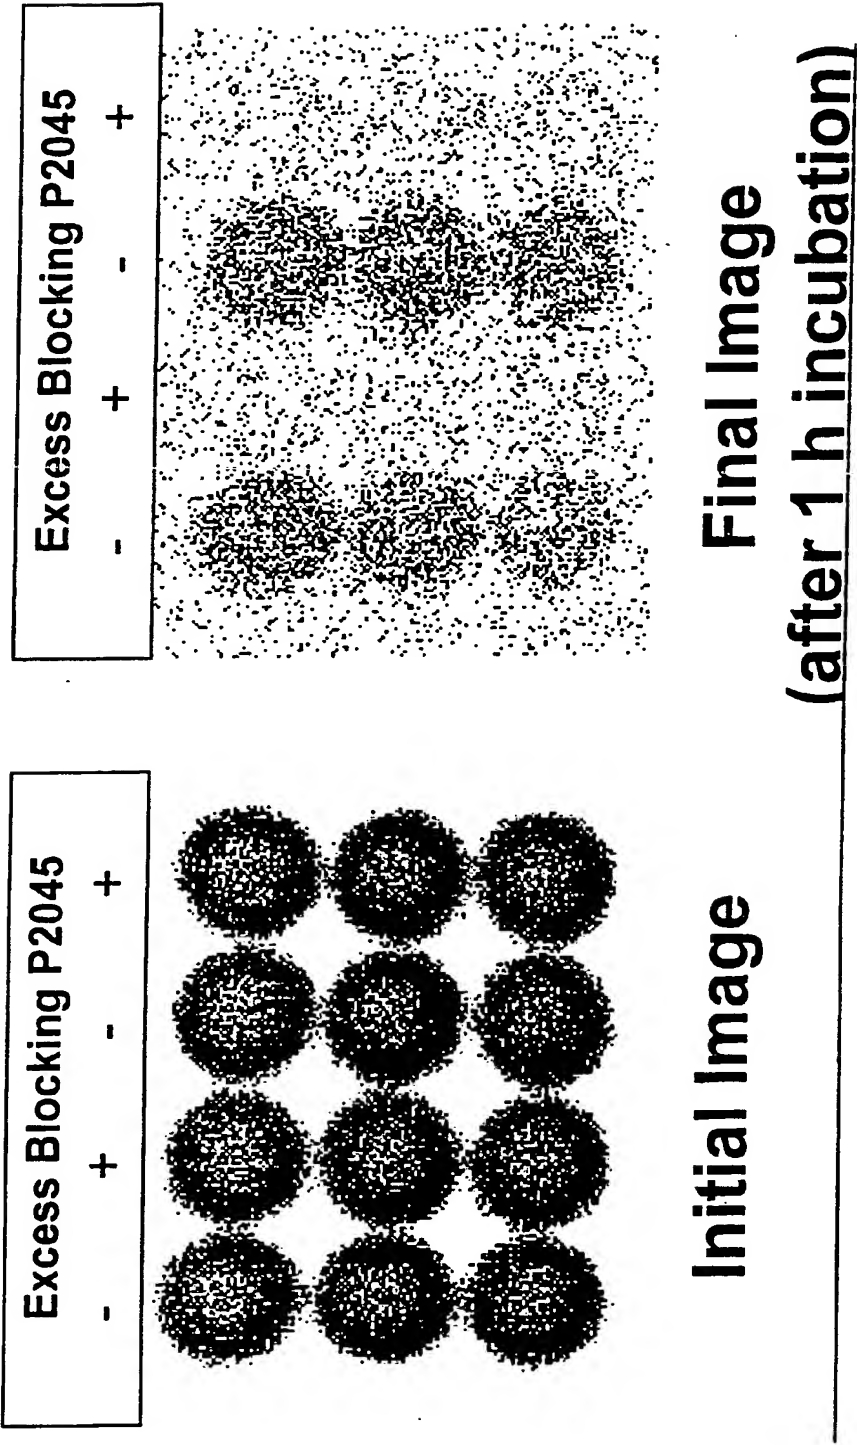 Excess Blocking P2045
- + - +
Initial Image
Excess Blocking P2045
- + - +
Final Image
(after 1 h incubation)